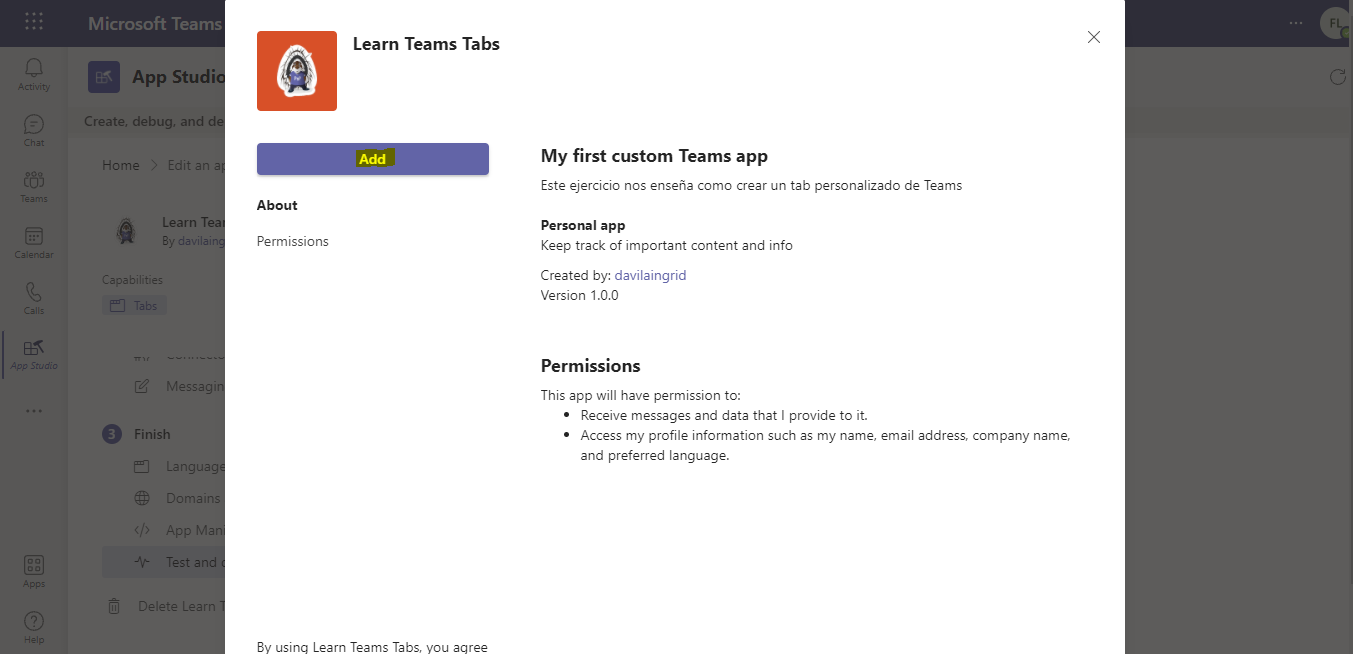 Microsoft Teams
FL
Activity
Chat
Teams
Calendar
Calls
App Studio
Apps
Help
App Studio
Create, debug, and de
Home > Edit an ap
Learn Tear
By davilaing
Capabilities
Tabs
Messagin
3 Finish
Language
Domains
App Mani
Test and
Delete Learn T
Learn Teams Tabs
Add
About
Permissions
My first custom Teams app
Este ejercicio nos enseña como crear un tab personalizado de Teams
Personal app
Keep track of important content and info
Created by: davilaingrid
Version 1.0.0
Permissions
This app will have permission to:
• Receive messages and data that I provide to it.
• Access my profile information such as my name, email address, company name,
and preferred language.
By using Learn Teams Tabs, you agree